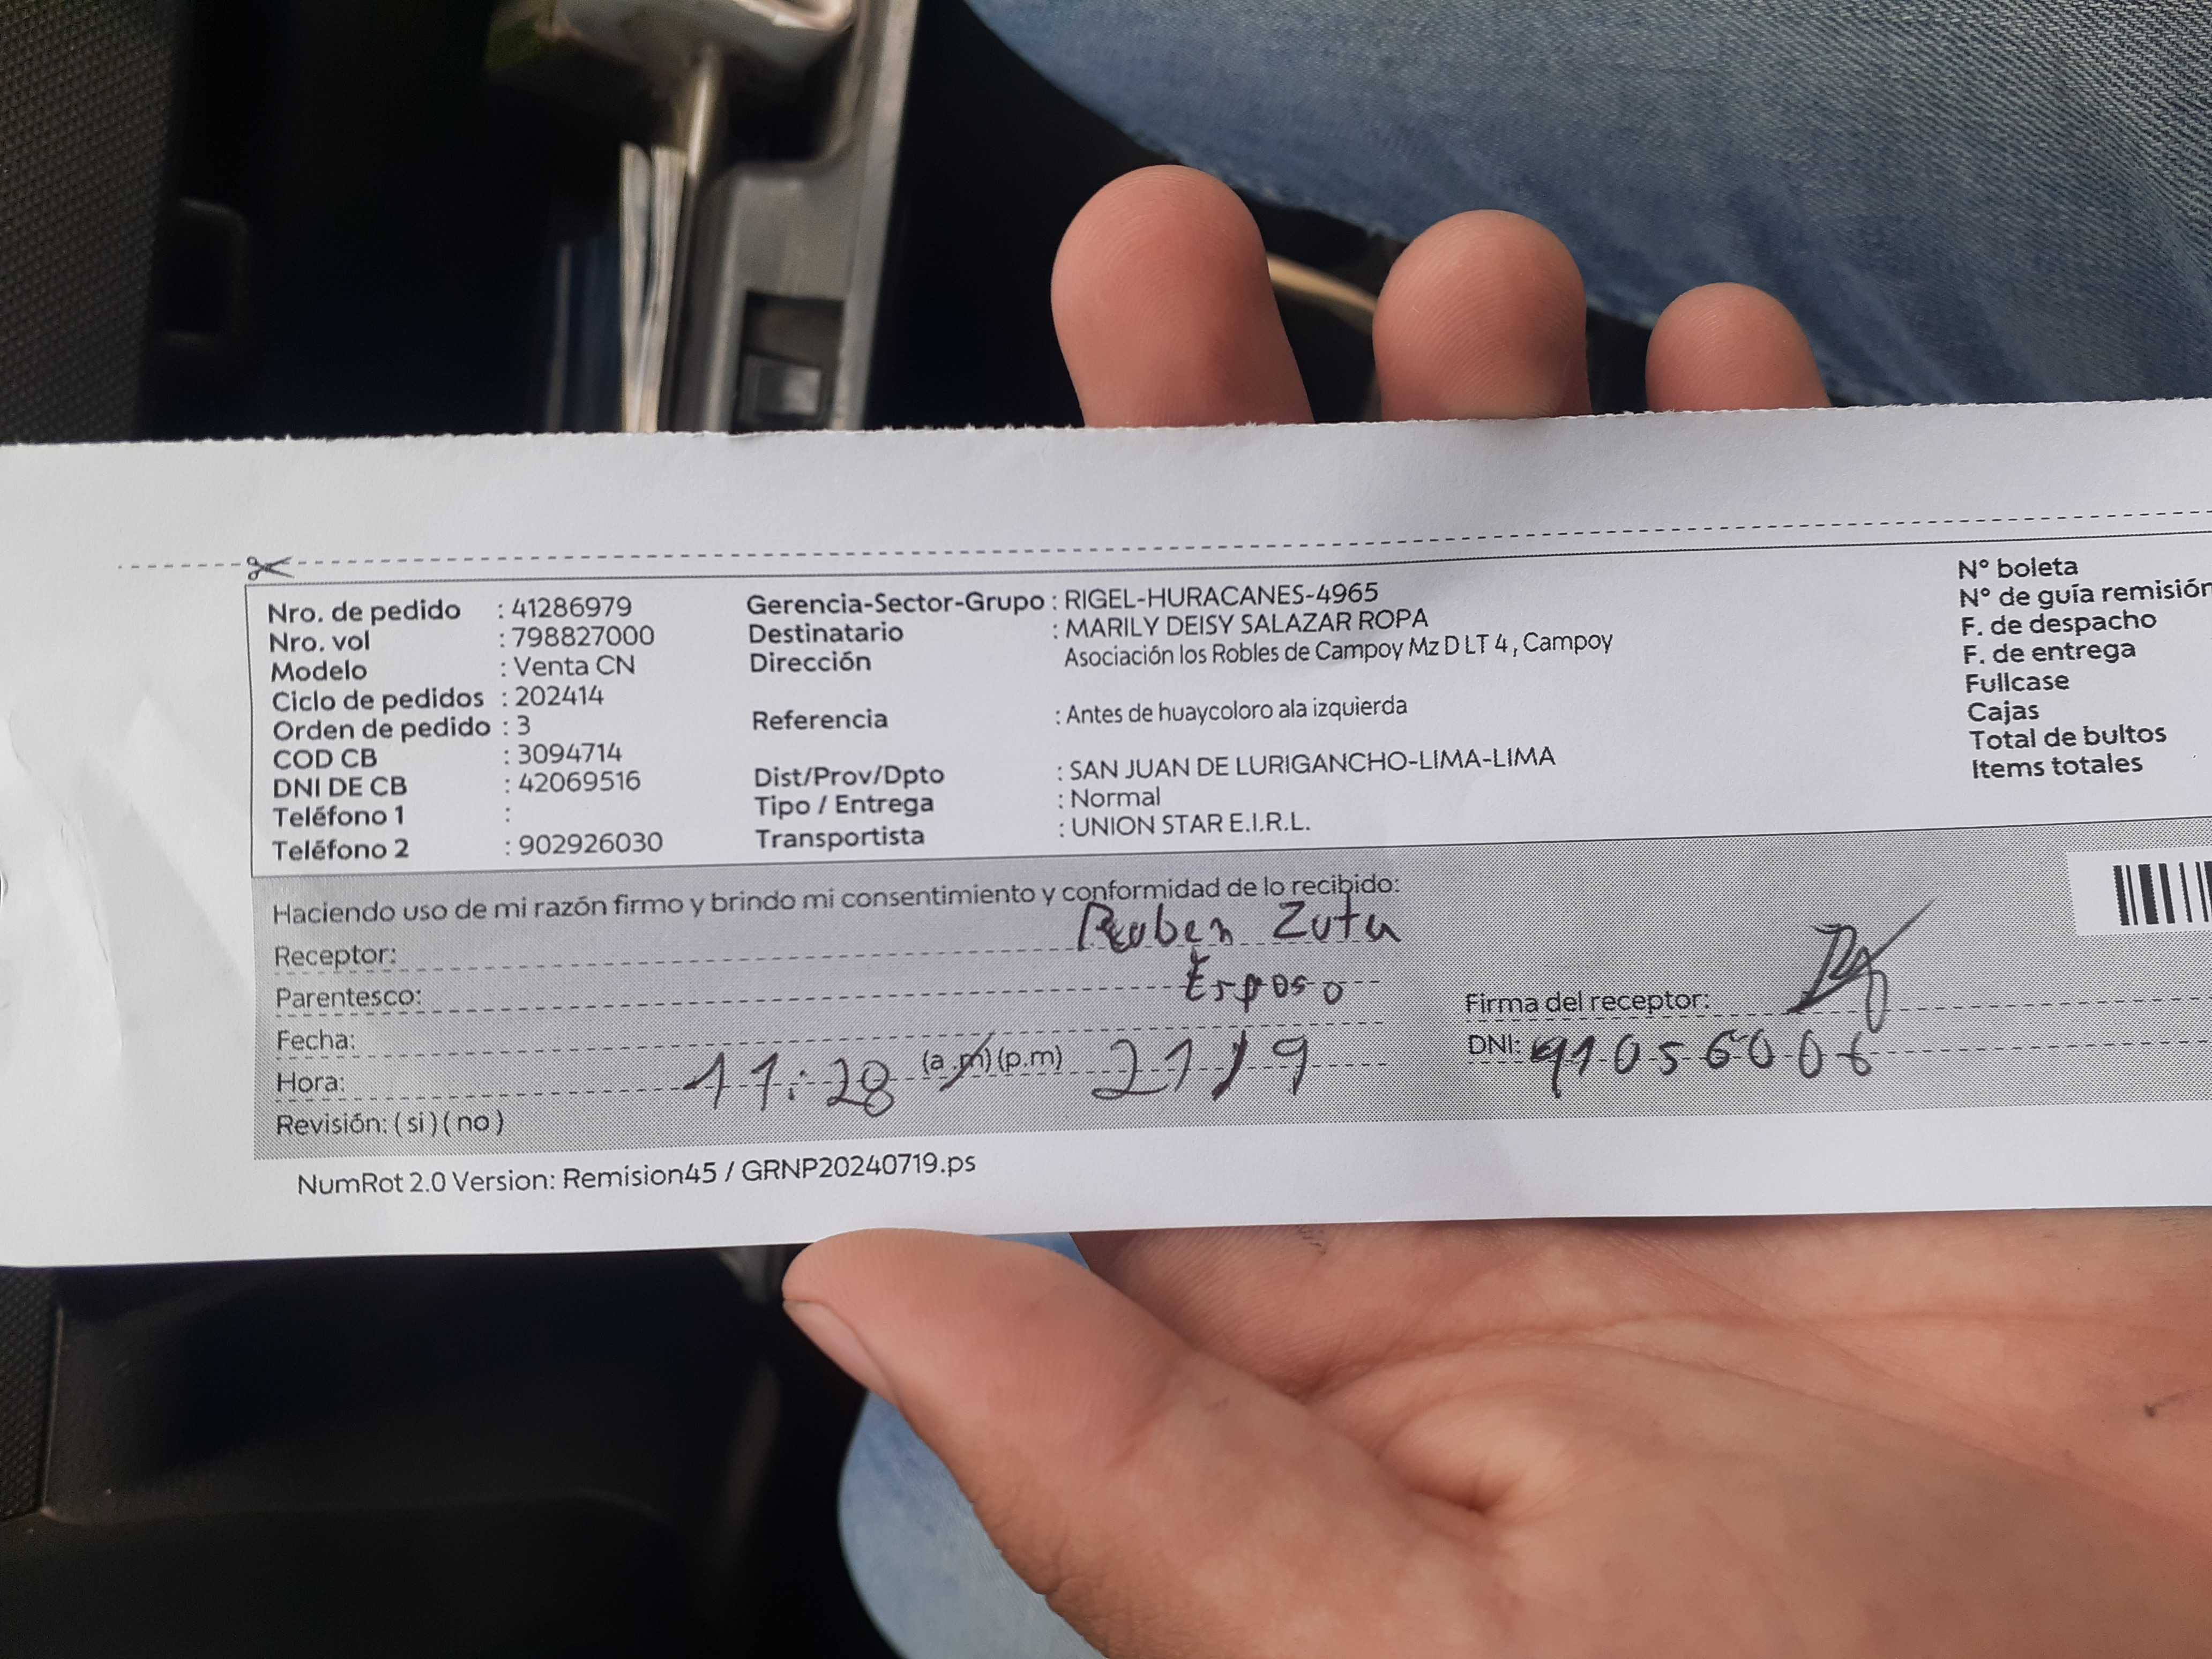 Nro. de pedido : 41286979
Nro. vol : 798827000
Modelo : Venta CN
Ciclo de pedidos : 202414
Orden de pedido : 3
COD CB : 3094714
DNI DE CB : 42069516
Teléfono 1 :
Teléfono 2 : 902926030
Gerencia-Sector-Grupo : RIGEL-HURACANES-4965
Destinatario : MARILY DEISY SALAZAR ROPA
Dirección Asociación los Robles de Campoy Mz D LT 4 , Campoy
Referencia : Antes de huaycoloro ala izquierda
Dist/Prov/Dpto : SAN JUAN DE LURIGANCHO-LIMA-LIMA
Tipo / Entrega : Normal
Transportista : UNION STAR E.I.R.L.
N° boleta
N° de guía remisión
F. de despacho
F. de entrega
Fullcase
Cajas
Total de bultos
Items totales
Haciendo uso de mi razón firmo y brindo mi consentimiento y conformidad de lo recibido:
Receptor: Ruben Zuta
Parentesco: Esposo
Fecha:
Hora: 11:28 (a.m)(p.m) 21/9
Revisión: ( si ) ( no )
Firma del receptor:
DNI: 41056006
NumRot 2.0 Version: Remision45 / GRNP20240719.ps